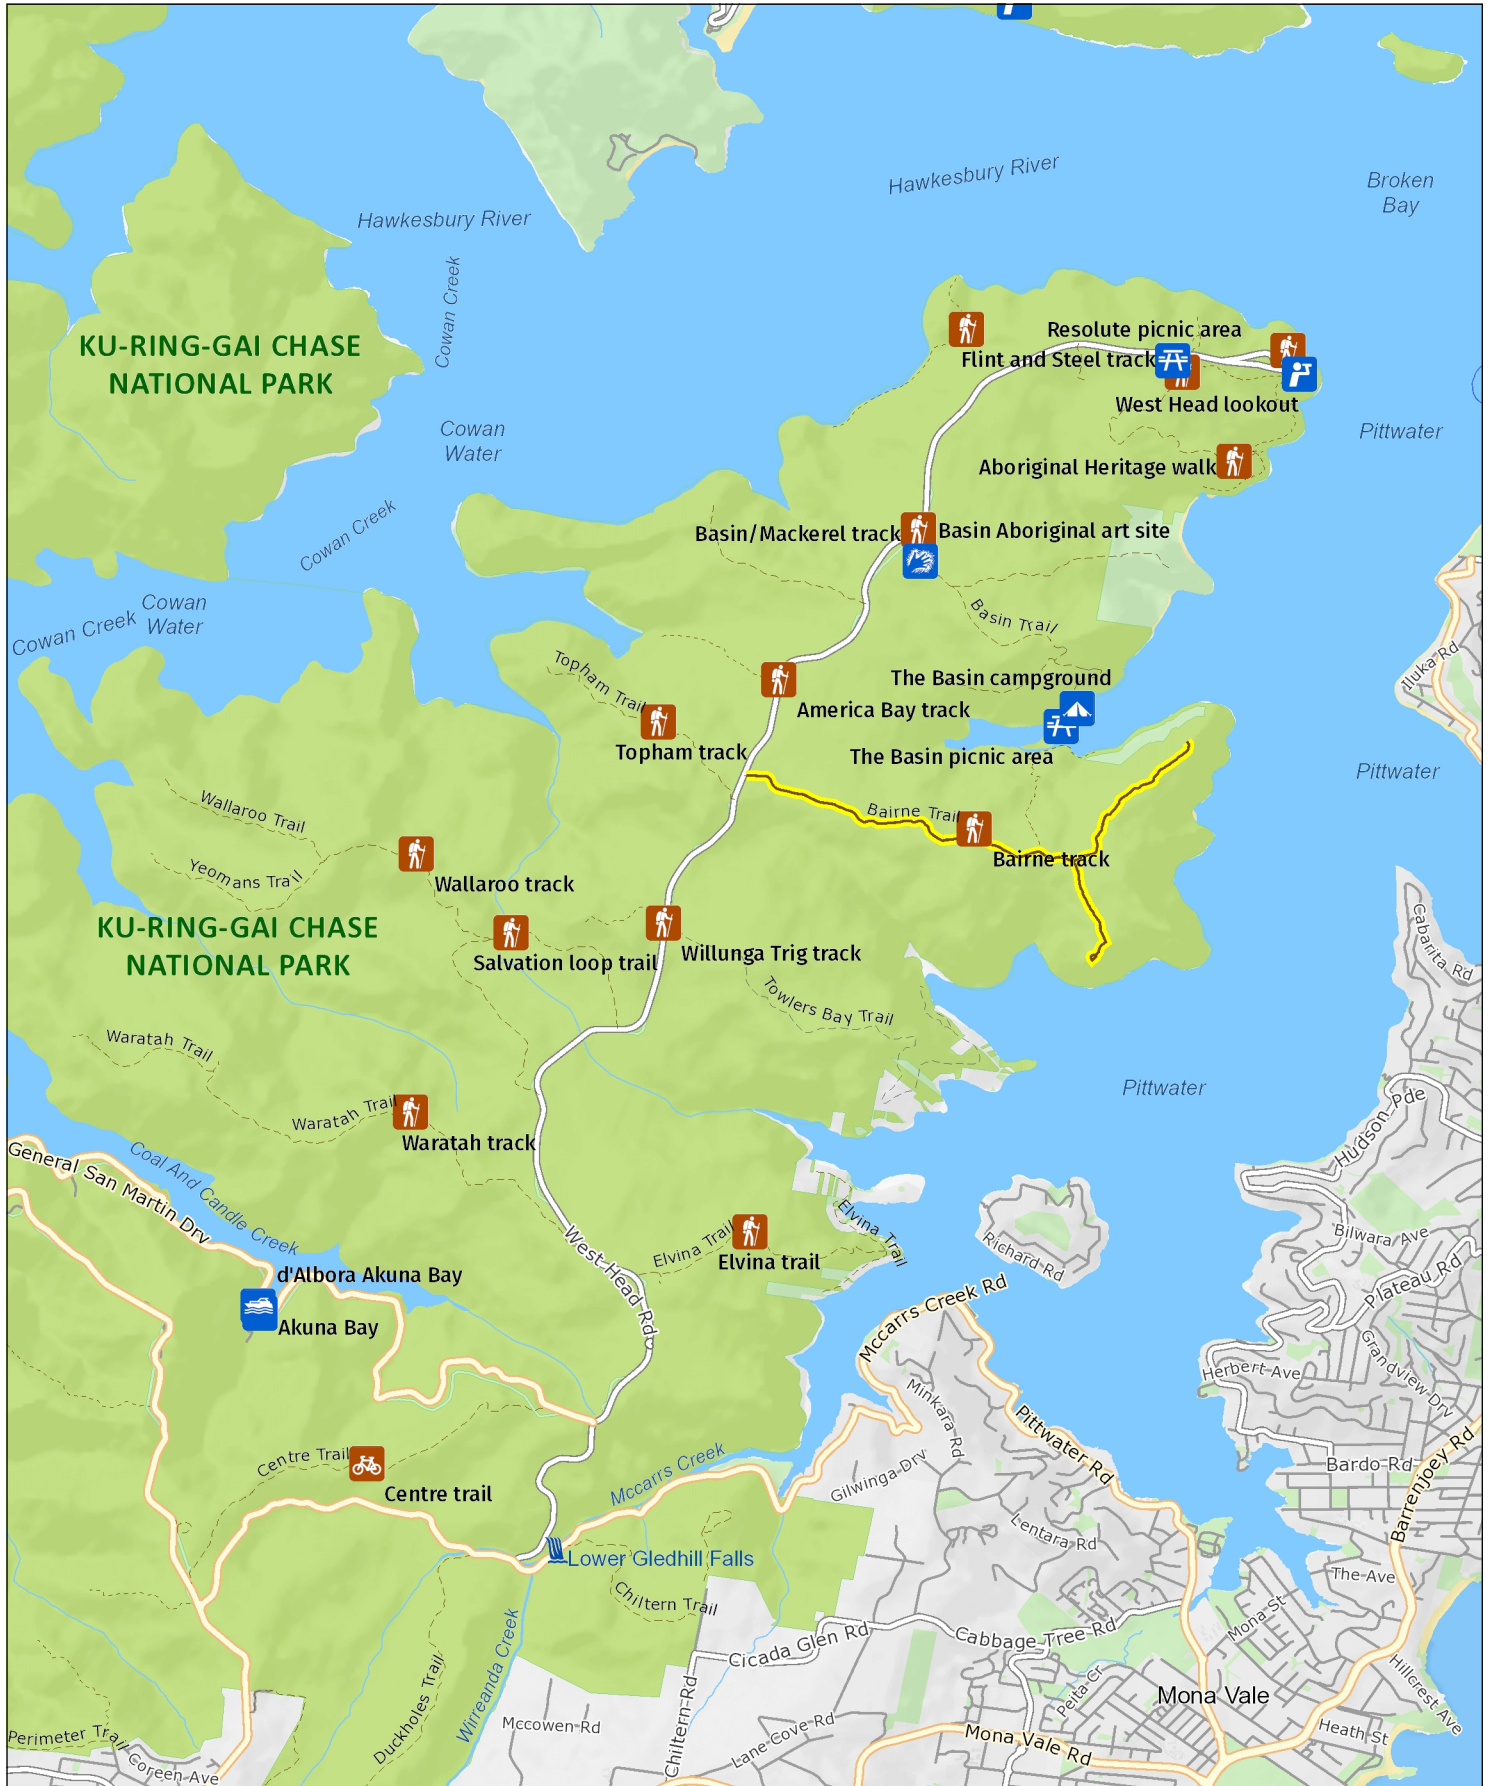 Hawkesbury River
Broken
Bay
Hawkesbury River
Cowan Creek
KU-RING-GAI CHASE
NATIONAL PARK
Resolute picnic area
Flint and Steel track
West Head lookout
Cowan
Water
Pittwater
Aboriginal Heritage walk
Cowan Creek
Basin/Mackerel track
Basin Aboriginal art site
Cowan
Water
Cowan Creek
Basin Trail
Iluka Rd
Topham Trail
The Basin campground
America Bay track
Topham track
The Basin picnic area
Pittwater
Wallaroo Trail
Bairne Trail
Bairne track
Yeomans Trail
Wallaroo track
KU-RING-GAI CHASE
NATIONAL PARK
Salvation loop trail
Willunga Trig track
Cabarita Rd
Towlers Bay Trail
Waratah Trail
Pittwater
Waratah Trail
Waratah track
Hudson Pde
General San Martin Drv
Coal And Candle Creek
Elvina Trail
Elvina Trail
Elvina trail
West Head Rd
Richard Rd
Bilwara Ave
Plateau Rd
d'Albora Akuna Bay
Akuna Bay
Mccarrs Creek Rd
Herbert Ave
Grandview Drv
Minkara Rd
Pittwater Rd
Centre Trail
Centre trail
Mccarrs Creek
Gilwinga Drv
Bardo Rd
Barrenjoey Rd
Lentara Rd
Lower Gledhill Falls
The Ave
Chiltern Trail
Mona St
Cicada Glen Rd
Cabbage Tree Rd
Wirreanda Creek
Duckholes Trail
Chiltern Rd
Peita Cr
Hillcrest Ave
Mona Vale
Mccowen Rd
Lane Cove Rd
Mona Vale Rd
Heath St
Perimeter Trail
Coreen Ave